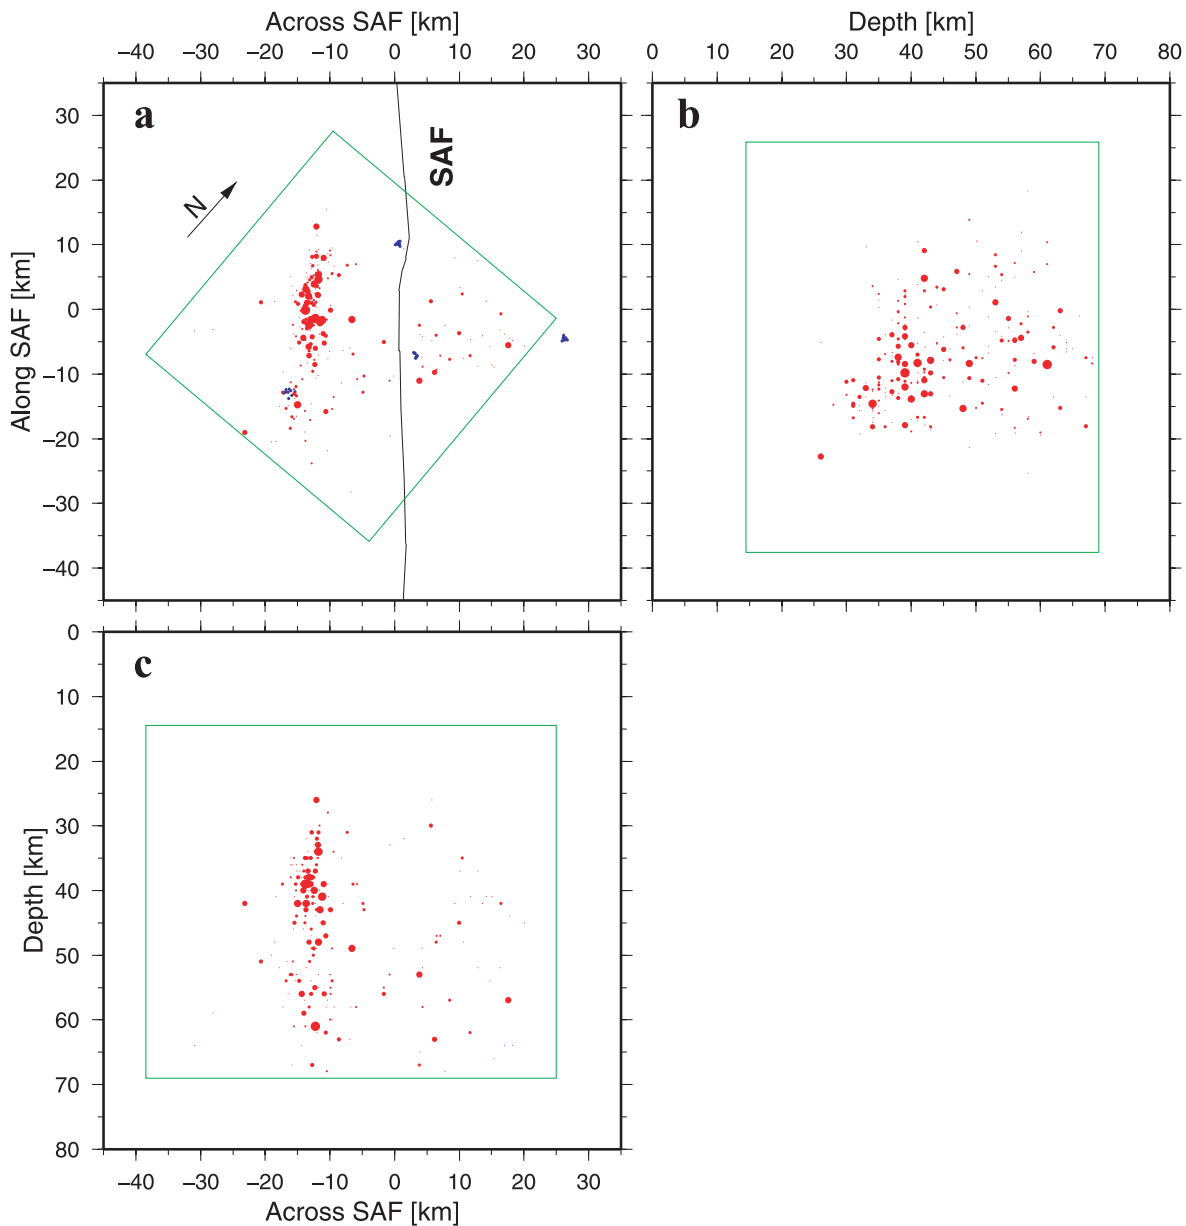 Across SAF [km]
−40 −30 −20 −10 0 10 20 30
Depth [km]
0 10 20 30 40 50 60 70 80
a
b
SAF
N
Along SAF [km]
30
20
10
0
−10
−20
−30
−40
c
Depth [km]
0
10
20
30
40
50
60
70
80
−40 −30 −20 −10 0 10 20 30
Across SAF [km]